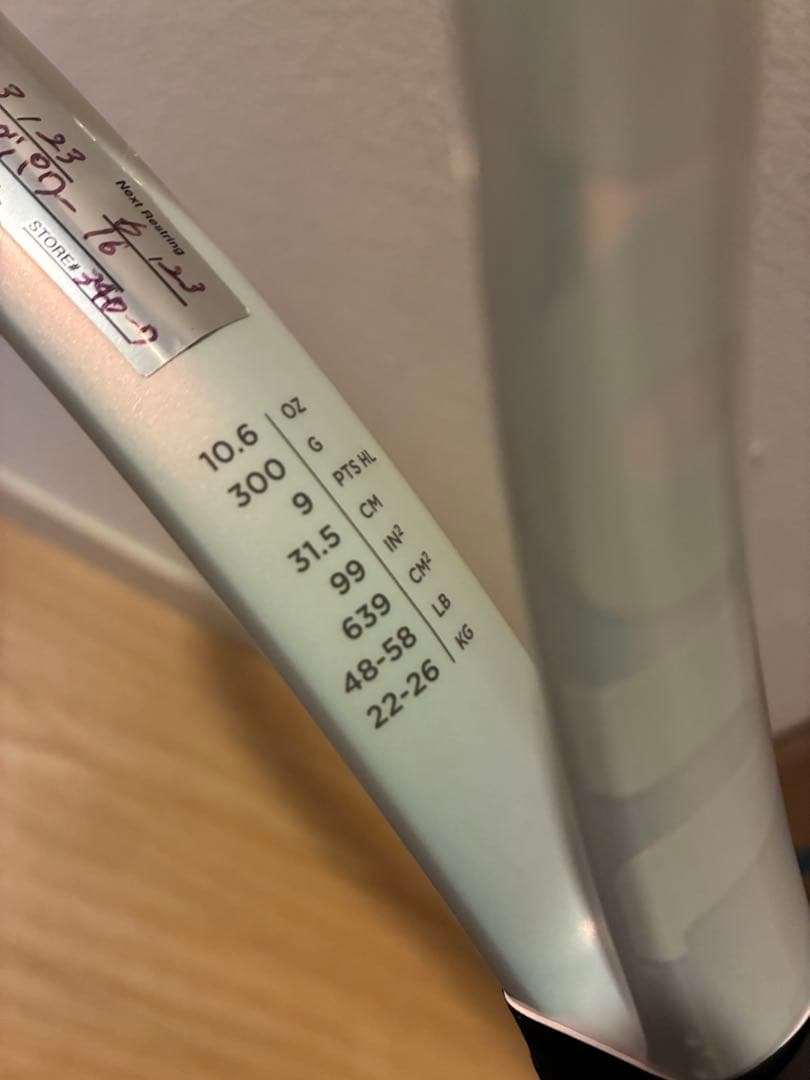 Next Restring
STORE#
10.6 OZ
300 G
9 PTS HL
31.5 CM
99 IN²
639 CM²
48-58 LB
22-26 KG